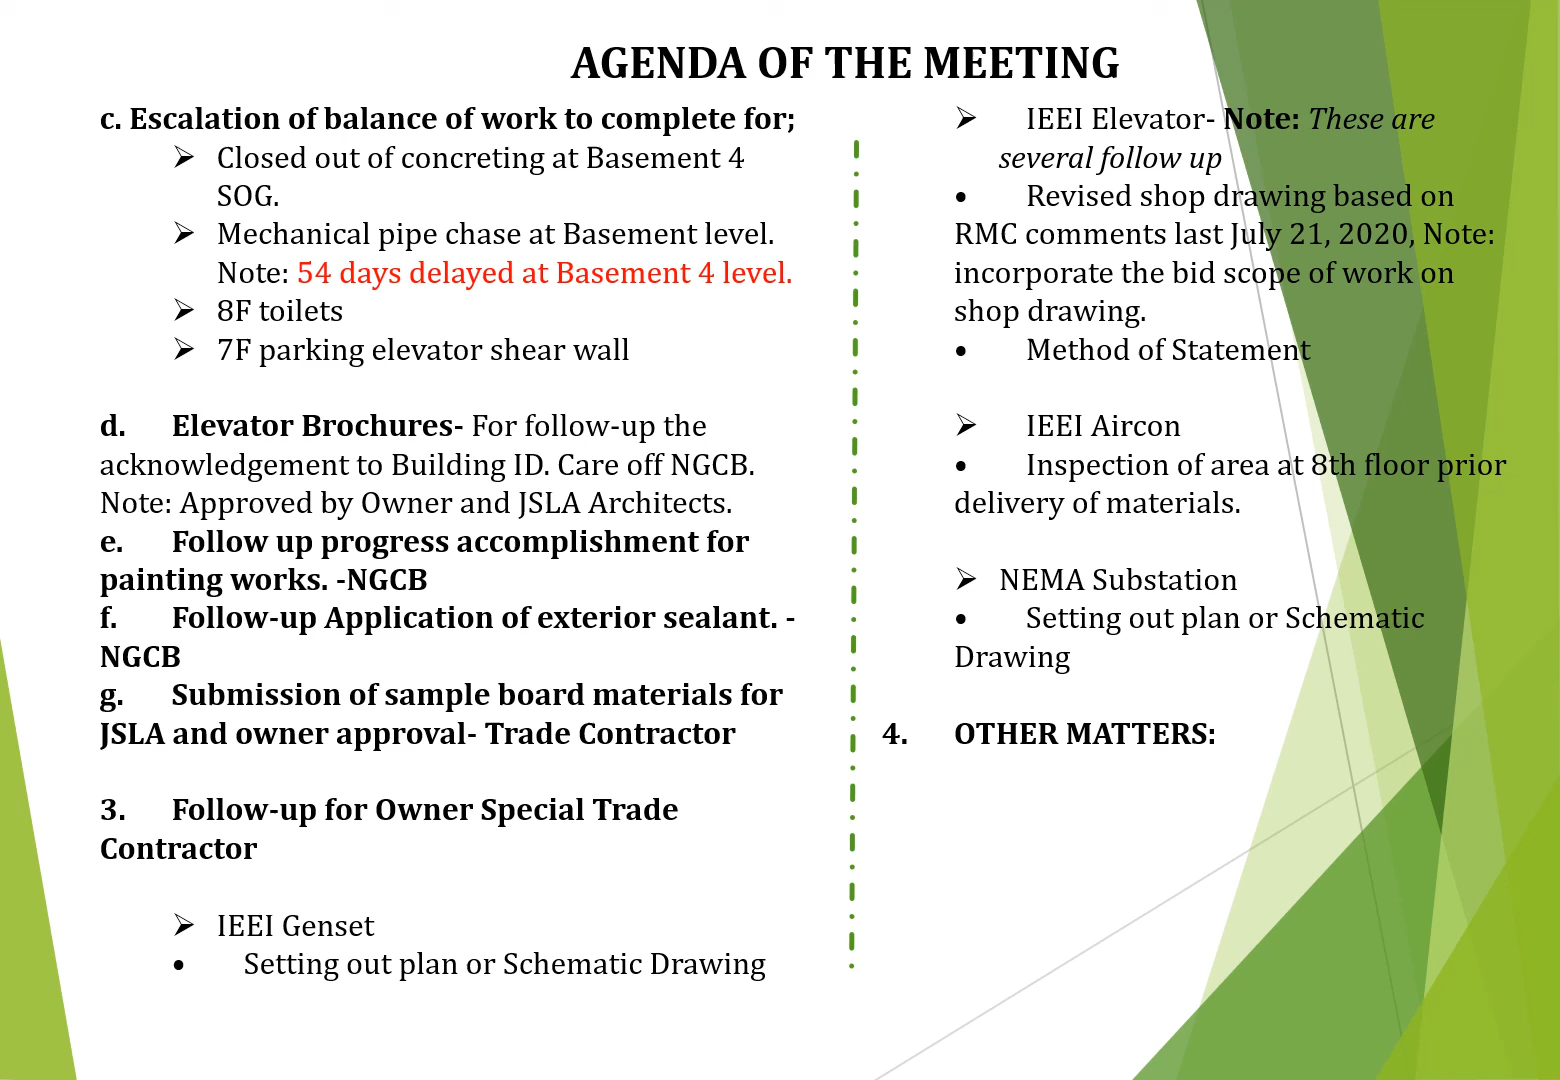 AGENDA OF THE MEETING
c. Escalation of balance of work to complete for;
➢ Closed out of concreting at Basement 4
SOG.
➢ Mechanical pipe chase at Basement level.
Note: 54 days delayed at Basement 4 level.
➢ 8F toilets
➢ 7F parking elevator shear wall
d. Elevator Brochures- For follow-up the
acknowledgement to Building ID. Care off NGCB.
Note: Approved by Owner and JSLA Architects.
e. Follow up progress accomplishment for
painting works. -NGCB
f. Follow-up Application of exterior sealant. -
NGCB
g. Submission of sample board materials for
JSLA and owner approval- Trade Contractor
3. Follow-up for Owner Special Trade
Contractor
➢ IEEI Genset
• Setting out plan or Schematic Drawing
➢ IEEI Elevator- Note: These are
several follow up
• Revised shop drawing based on
RMC comments last July 21, 2020, Note:
incorporate the bid scope of work on
shop drawing.
• Method of Statement
➢ IEEI Aircon
• Inspection of area at 8th floor prior
delivery of materials.
➢ NEMA Substation
• Setting out plan or Schematic
Drawing
4. OTHER MATTERS: